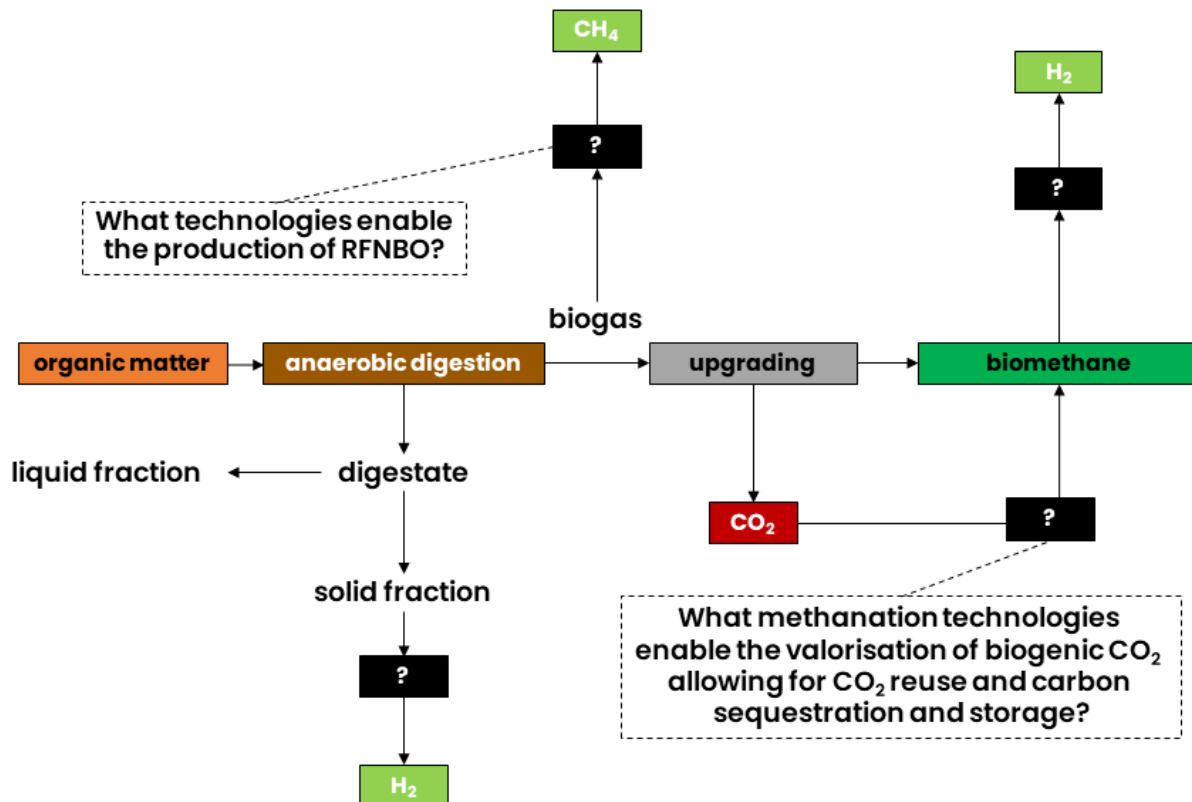 CH₄
H₂
?
?
What technologies enable
the production of RFNBO?
biogas
organic matter
anaerobic digestion
upgrading
biomethane
liquid fraction
digestate
CO₂
?
solid fraction
What methanation technologies
enable the valorisation of biogenic CO₂
allowing for CO₂ reuse and carbon
sequestration and storage?
?
H₂